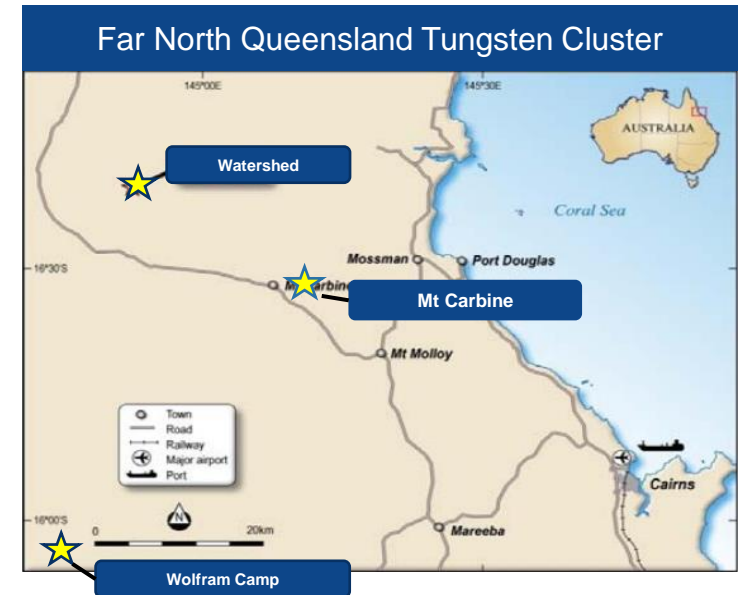 Far North Queensland Tungsten Cluster
145°00'E
145°30'E
AUSTRALIA
Watershed
Coral Sea
16°30'S
Mossman
Port Douglas
Mt Carbine
Mt Molloy
Town
Road
Railway
Major airport
Port
Cairns
16°00'S
N
0
20km
Mareeba
Wolfram Camp